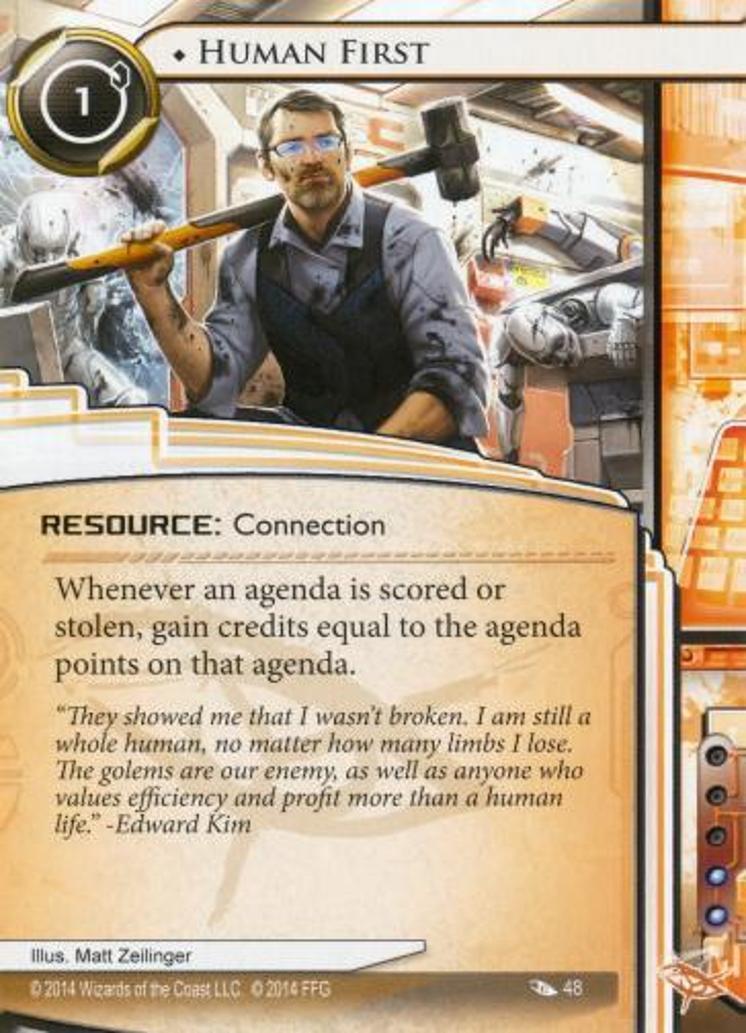 1
• HUMAN FIRST
RESOURCE: Connection
Whenever an agenda is scored or
stolen, gain credits equal to the agenda
points on that agenda.
“They showed me that I wasn’t broken. I am still a
whole human, no matter how many limbs I lose.
The golems are our enemy, as well as anyone who
values efficiency and profit more than a human
life.” -Edward Kim
Illus. Matt Zeilinger
© 2014 Wizards of the Coast LLC © 2014 FFG
48